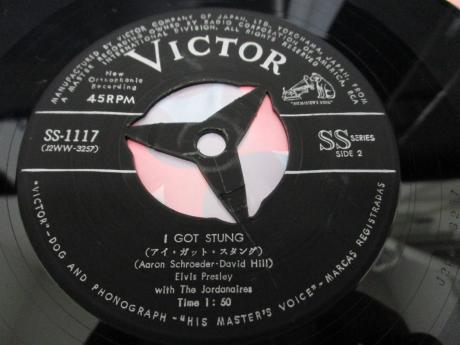 MANUFACTURED BY VICTOR COMPANY OF JAPAN, LTD. YOKOHAMA, JAPAN, FROM
A MASTER OWNED BY RADIO CORPORATION OF AMERICA, RCA
INTERNATIONAL DIVISION, ALL RIGHTS RESERVED
VICTOR
New
Orthophonic
Recording
"HIS MASTER'S VOICE"
45RPM
SS-1117
(J2WW-3257)
SS SERIES
SIDE 2
I GOT STUNG
(アイ・ガット・スタング)
(Aaron Schroeder-David Hill)
Elvis Presley
with The Jordanaires
Time 1:50
"VICTOR"-DOG AND PHONOGRAPH-"HIS MASTER'S VOICE"-MARCAS REGISTRADAS